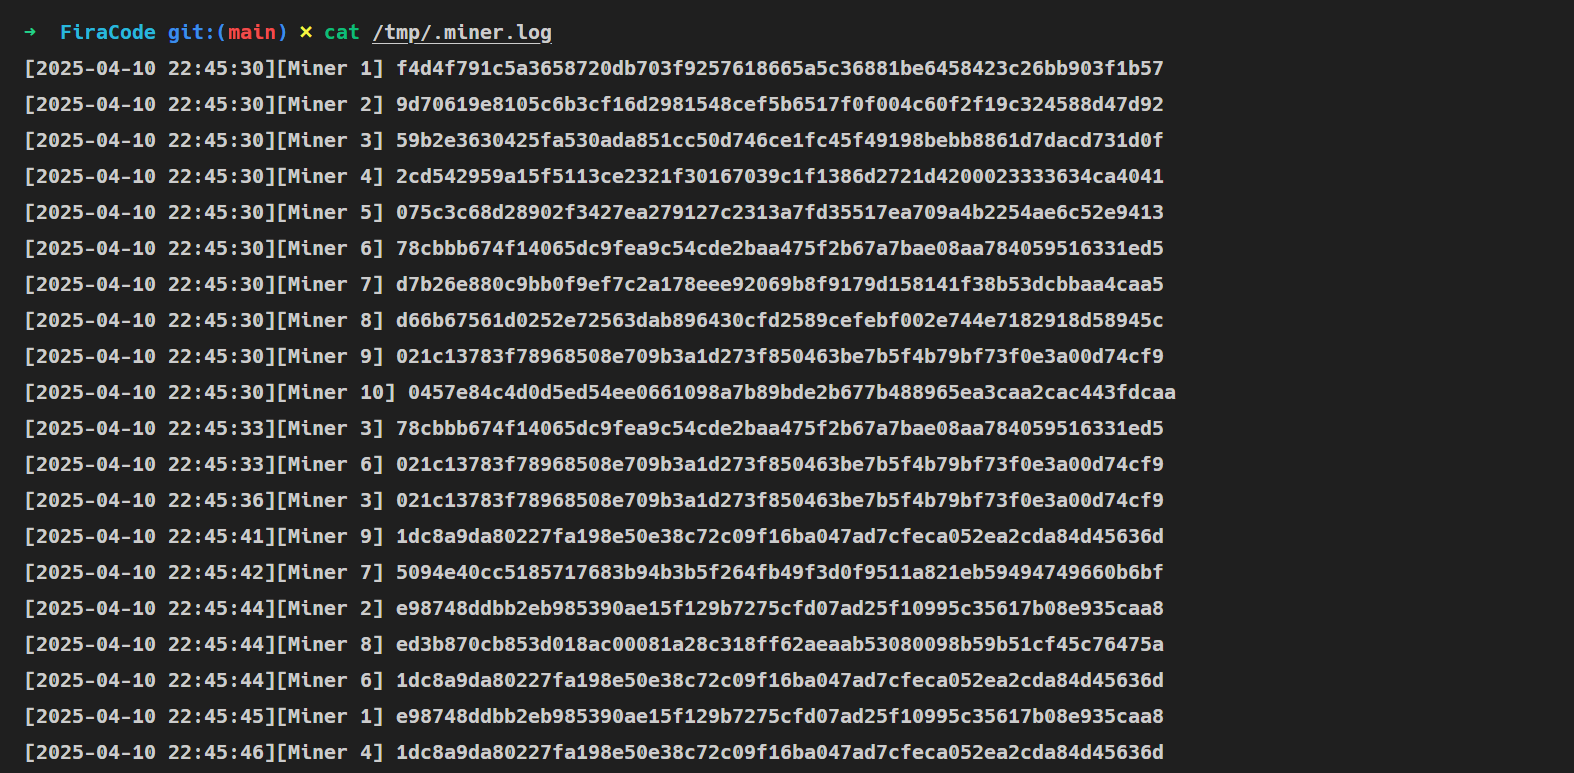 ➜  FiraCode git:(main) ✗ cat /tmp/.miner.log
[2025-04-10 22:45:30][Miner 1] f4d4f791c5a3658720db703f9257618665a5c36881be6458423c26bb903f1b57
[2025-04-10 22:45:30][Miner 2] 9d70619e8105c6b3cf16d2981548cef5b6517f0f004c60f2f19c324588d47d92
[2025-04-10 22:45:30][Miner 3] 59b2e3630425fa530ada851cc50d746ce1fc45f49198bebb8861d7dacd731d0f
[2025-04-10 22:45:30][Miner 4] 2cd542959a15f5113ce2321f30167039c1f1386d2721d4200023333634ca4041
[2025-04-10 22:45:30][Miner 5] 075c3c68d28902f3427ea279127c2313a7fd35517ea709a4b2254ae6c52e9413
[2025-04-10 22:45:30][Miner 6] 78cbbb674f14065dc9fea9c54cde2baa475f2b67a7bae08aa784059516331ed5
[2025-04-10 22:45:30][Miner 7] d7b26e880c9bb0f9ef7c2a178eee92069b8f9179d158141f38b53dcbbaa4caa5
[2025-04-10 22:45:30][Miner 8] d66b67561d0252e72563dab896430cfd2589cefebf002e744e7182918d58945c
[2025-04-10 22:45:30][Miner 9] 021c13783f78968508e709b3a1d273f850463be7b5f4b79bf73f0e3a00d74cf9
[2025-04-10 22:45:30][Miner 10] 0457e84c4d0d5ed54ee0661098a7b89bde2b677b488965ea3caa2cac443fdcaa
[2025-04-10 22:45:33][Miner 3] 78cbbb674f14065dc9fea9c54cde2baa475f2b67a7bae08aa784059516331ed5
[2025-04-10 22:45:33][Miner 6] 021c13783f78968508e709b3a1d273f850463be7b5f4b79bf73f0e3a00d74cf9
[2025-04-10 22:45:36][Miner 3] 021c13783f78968508e709b3a1d273f850463be7b5f4b79bf73f0e3a00d74cf9
[2025-04-10 22:45:41][Miner 9] 1dc8a9da80227fa198e50e38c72c09f16ba047ad7cfeca052ea2cda84d45636d
[2025-04-10 22:45:42][Miner 7] 5094e40cc5185717683b94b3b5f264fb49f3d0f9511a821eb59494749660b6bf
[2025-04-10 22:45:44][Miner 2] e98748ddbb2eb985390ae15f129b7275cfd07ad25f10995c35617b08e935caa8
[2025-04-10 22:45:44][Miner 8] ed3b870cb853d018ac00081a28c318ff62aeaab53080098b59b51cf45c76475a
[2025-04-10 22:45:44][Miner 6] 1dc8a9da80227fa198e50e38c72c09f16ba047ad7cfeca052ea2cda84d45636d
[2025-04-10 22:45:45][Miner 1] e98748ddbb2eb985390ae15f129b7275cfd07ad25f10995c35617b08e935caa8
[2025-04-10 22:45:46][Miner 4] 1dc8a9da80227fa198e50e38c72c09f16ba047ad7cfeca052ea2cda84d45636d